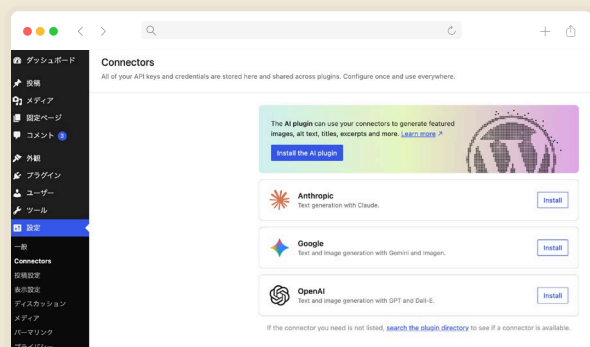 ダッシュボード
投稿
メディア
固定ページ
コメント 3
外観
プラグイン
ユーザー
ツール
設定
一般
Connectors
投稿設定
表示設定
ディスカッション
メディア
パーマリンク
プライバシー
Connectors
All of your API keys and credentials are stored here and shared across plugins. Configure once and use everywhere.
The AI plugin can use your connectors to generate featured
images, alt text, titles, excerpts and more. Learn more ↗
Install the AI plugin
Anthropic
Text generation with Claude.
Install
Google
Text and image generation with Gemini and Imagen.
Install
OpenAI
Text and image generation with GPT and Dall-E.
Install
If the connector you need is not listed, search the plugin directory to see if a connector is available.